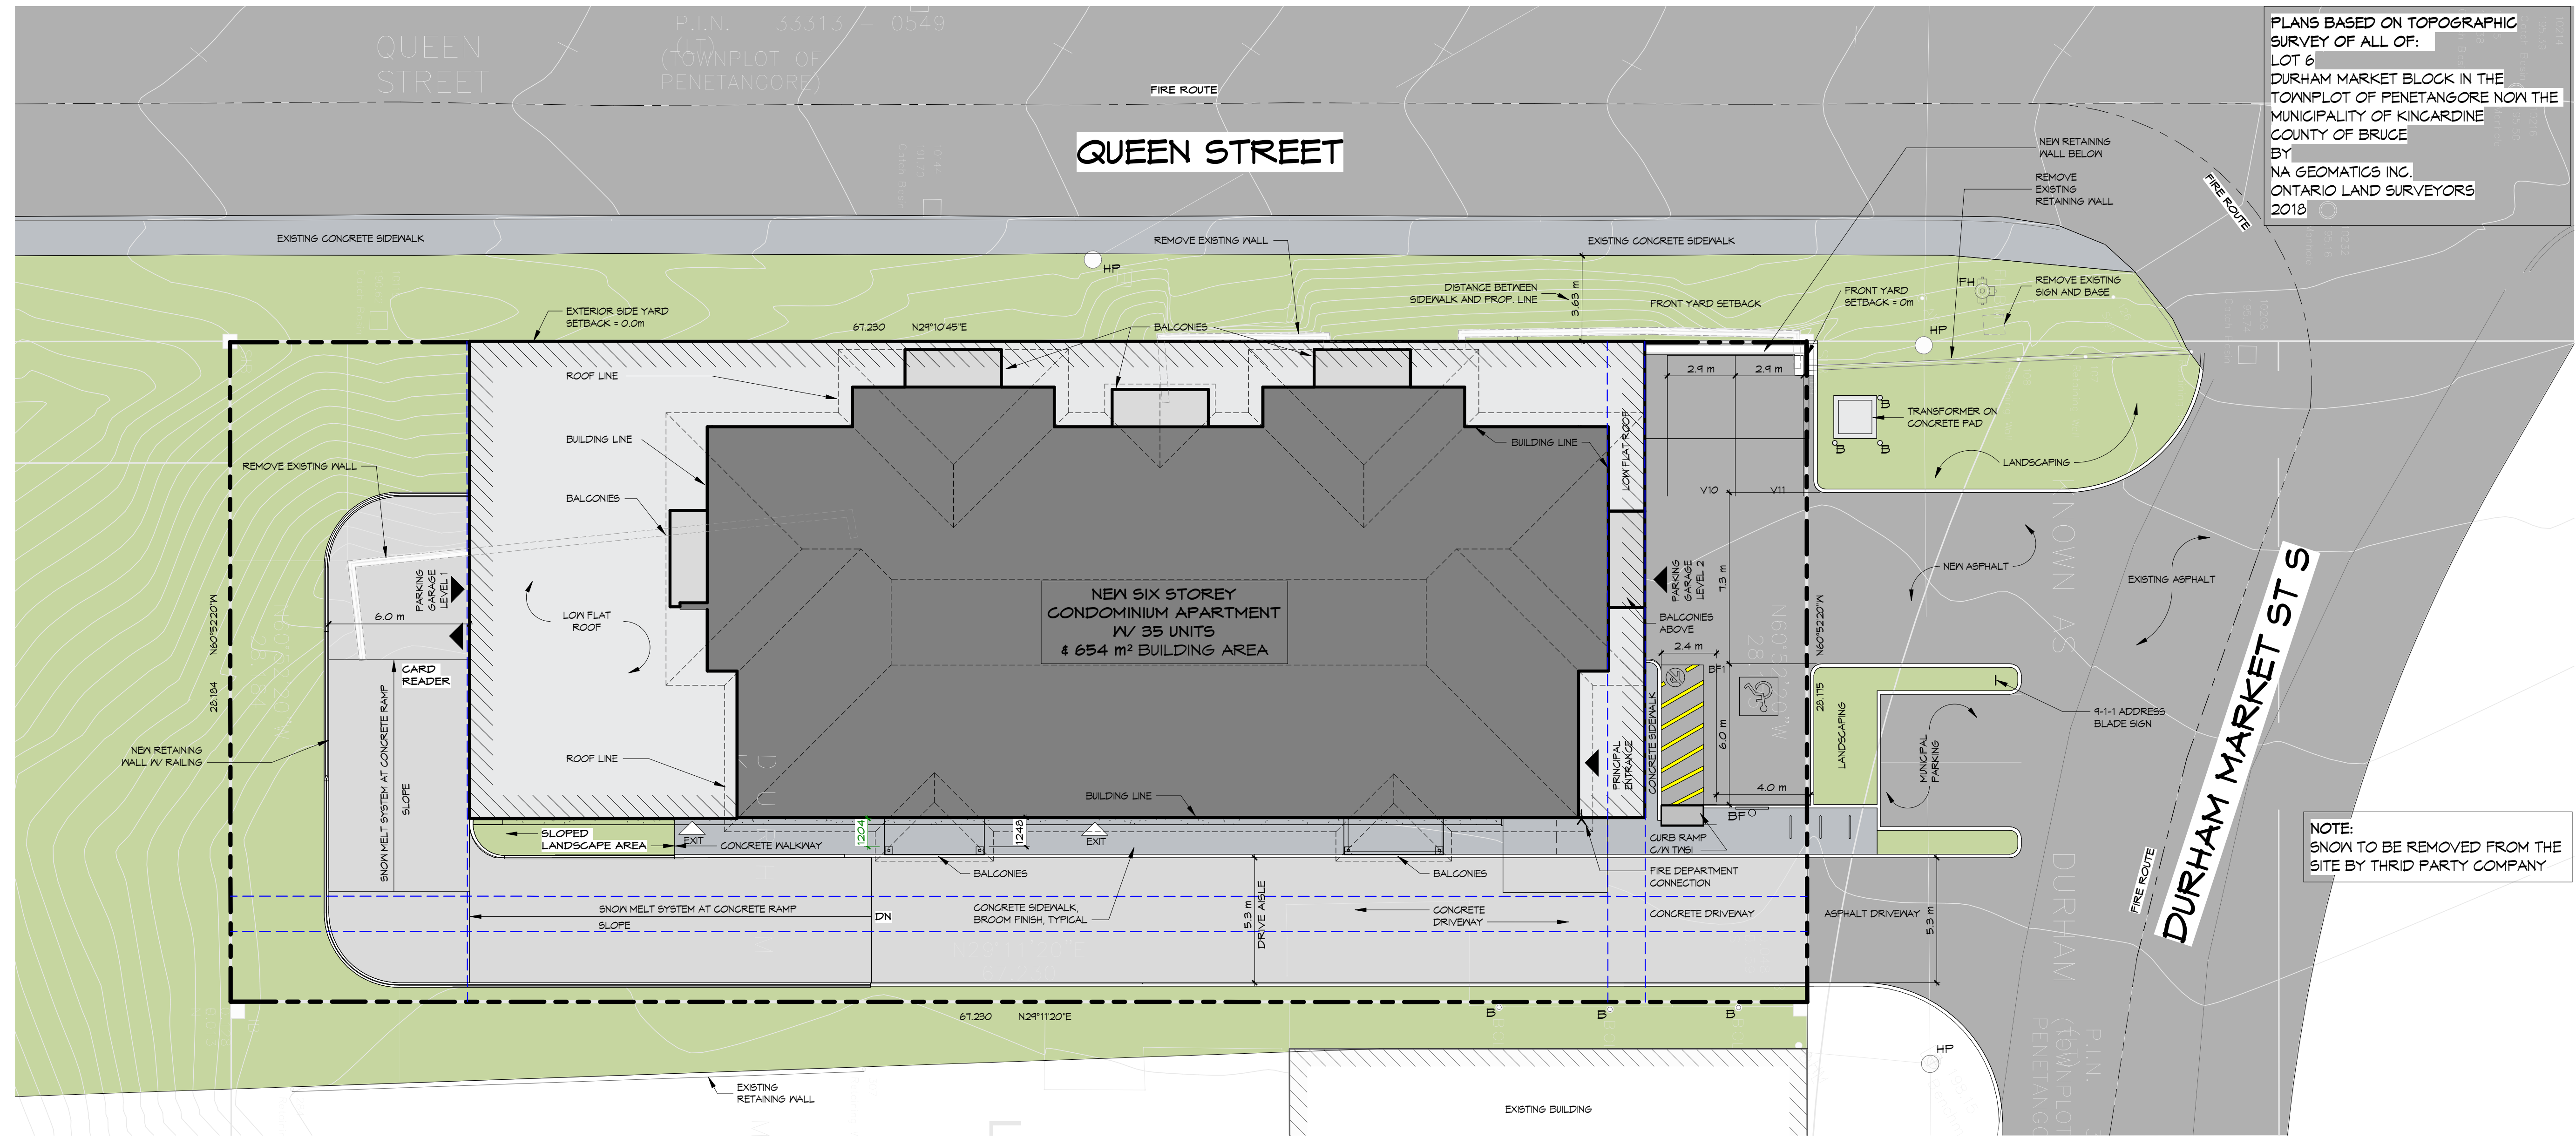 QUEEN
STREET
P.I.N. 33313 - 0549
(LT)
(TOWNPLOT OF
PENETANGORE)
FIRE ROUTE
QUEEN STREET
PLANS BASED ON TOPOGRAPHIC
SURVEY OF ALL OF:
LOT 6
DURHAM MARKET BLOCK IN THE
TOWNPLOT OF PENETANGORE NOW THE
MUNICIPALITY OF KINCARDINE
COUNTY OF BRUCE
BY
NA GEOMATICS INC.
ONTARIO LAND SURVEYORS
2018
NEW RETAINING
WALL BELOW
REMOVE
EXISTING
RETAINING WALL
FIRE ROUTE
EXISTING CONCRETE SIDEWALK
REMOVE EXISTING WALL
EXISTING CONCRETE SIDEWALK
HP
DISTANCE BETWEEN
SIDEWALK AND PROP. LINE
3.63 m
FRONT YARD SETBACK
FRONT YARD
SETBACK = 0m
FH
REMOVE EXISTING
SIGN AND BASE
HP
EXTERIOR SIDE YARD
SETBACK = 0.0m
67.230 N29°10'45"E
BALCONIES
ROOF LINE
2.9 m
2.9 m
BUILDING LINE
BUILDING LINE
LOW FLAT ROOF
B
TRANSFORMER ON
CONCRETE PAD
B
B
LANDSCAPING
REMOVE EXISTING WALL
BALCONIES
V10
V11
KNOWN AS
PARKING
GARAGE
LEVEL 1
6.0 m
LOW FLAT
ROOF
NEW SIX STOREY
CONDOMINIUM APARTMENT
W/ 35 UNITS
& 654 m² BUILDING AREA
PARKING
GARAGE
LEVEL 2
7.3 m
NEW ASPHALT
EXISTING ASPHALT
BALCONIES
ABOVE
2.4 m
BF1
N60°52'20"W
28.175
N60°52'20"W
28.184
CARD
READER
SNOW MELT SYSTEM AT CONCRETE RAMP
SLOPE
NEW RETAINING
WALL W/ RAILING
ROOF LINE
PRINCIPAL
ENTRANCE
CONCRETE SIDEWALK
6.0 m
4.0 m
LANDSCAPING
MUNICIPAL
PARKING
9-1-1 ADDRESS
BLADE SIGN
DURHAM MARKET ST S
BUILDING LINE
SLOPED
LANDSCAPE AREA
EXIT
CONCRETE WALKWAY
1204
1248
EXIT
BALCONIES
BALCONIES
BF
CURB RAMP
C/W TWSI
FIRE DEPARTMENT
CONNECTION
FIRE ROUTE
NOTE:
SNOW TO BE REMOVED FROM THE
SITE BY THRID PARTY COMPANY
SNOW MELT SYSTEM AT CONCRETE RAMP
SLOPE
DN
CONCRETE SIDEWALK,
BROOM FINISH, TYPICAL
5.3 m
DRIVE AISLE
CONCRETE
DRIVEWAY
CONCRETE DRIVEWAY
ASPHALT DRIVEWAY
5.3 m
67.230 N29°11'20"E
B
B
B
HP
EXISTING
RETAINING WALL
EXISTING BUILDING
DURHAM
P.I.N.